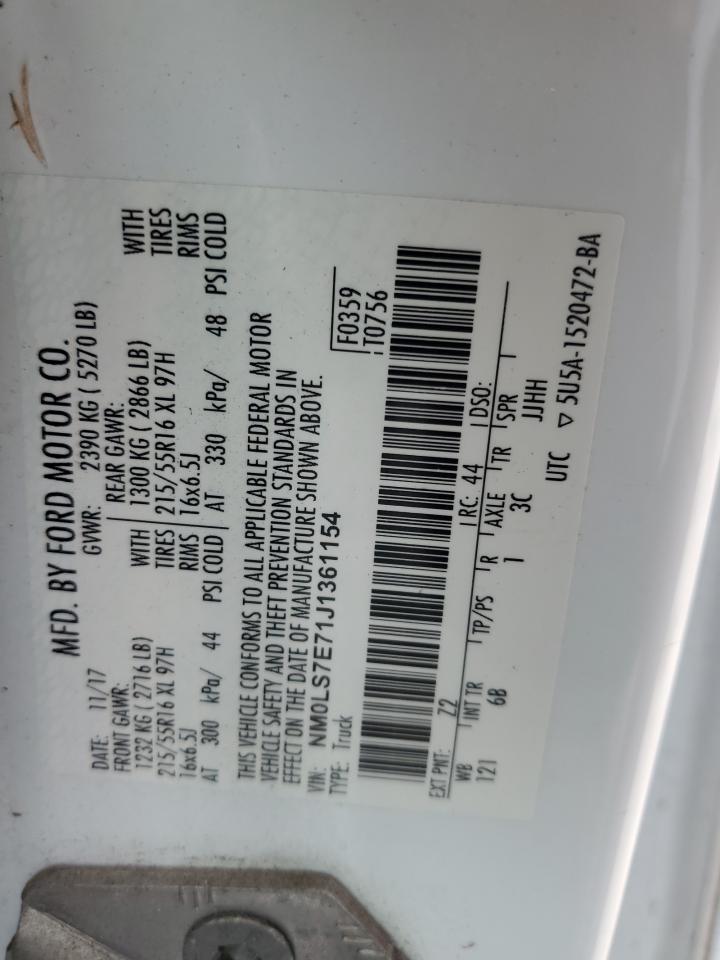 MFD. BY FORD MOTOR CO.
DATE: 11/17 GVWR: 2390 KG ( 5270 LB)
FRONT GAWR: REAR GAWR:
1232 KG ( 2716 LB) WITH 1300 KG ( 2866 LB) WITH
215/55R16 XL 97H TIRES 215/55R16 XL 97H TIRES
16x6.5J RIMS 16x6.5J RIMS
AT 300 kPa/ 44 PSI COLD AT 330 kPa/ 48 PSI COLD
THIS VEHICLE CONFORMS TO ALL APPLICABLE FEDERAL MOTOR
VEHICLE SAFETY AND THEFT PREVENTION STANDARDS IN
EFFECT ON THE DATE OF MANUFACTURE SHOWN ABOVE.
VIN: NM0LS7E71J1361154 F0359
TYPE: Truck T0756
EXT PNT: Z2 RC: 44 DSO:
WB INT TR TP/PS R AXLE TR SPR
121 6B 1 3C JJHH
UTC ▽ 5U5A-1520472-BA